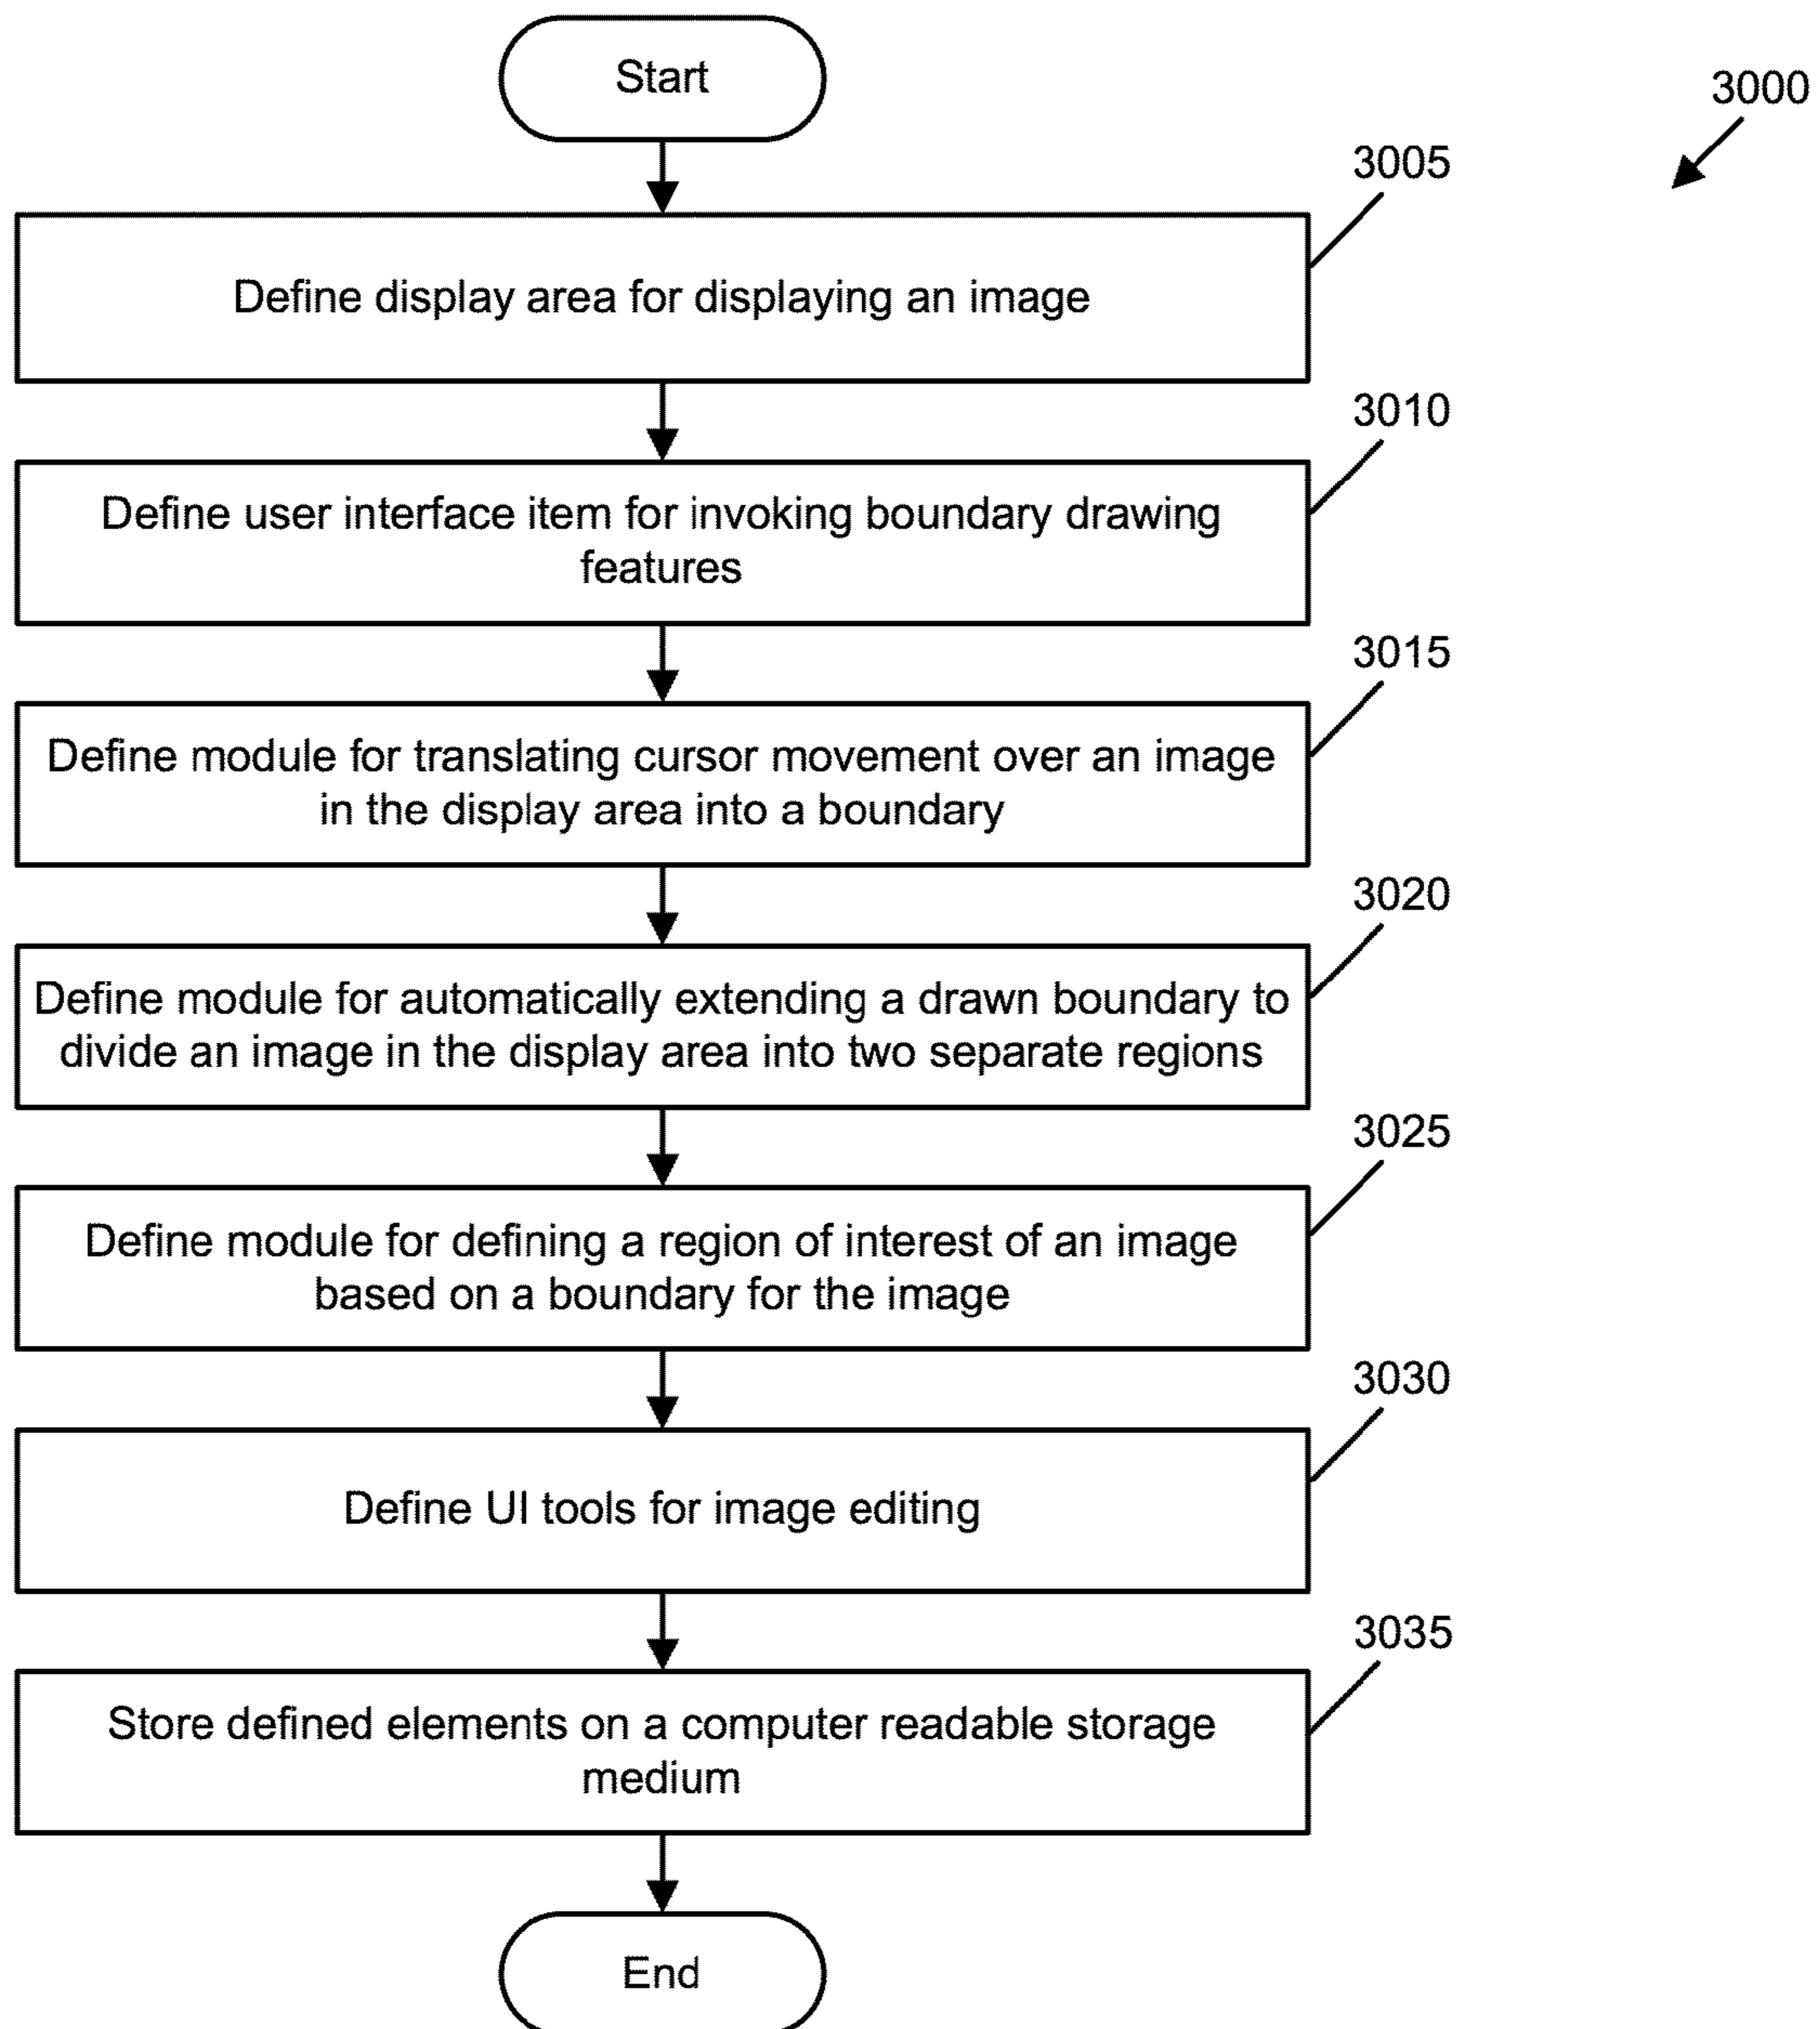 Start
3000
3005
Define display area for displaying an image
3010
Define user interface item for invoking boundary drawing
features
3015
Define module for translating cursor movement over an image
in the display area into a boundary
3020
Define module for automatically extending a drawn boundary to
divide an image in the display area into two separate regions
3025
Define module for defining a region of interest of an image
based on a boundary for the image
3030
Define UI tools for image editing
3035
Store defined elements on a computer readable storage
medium
End